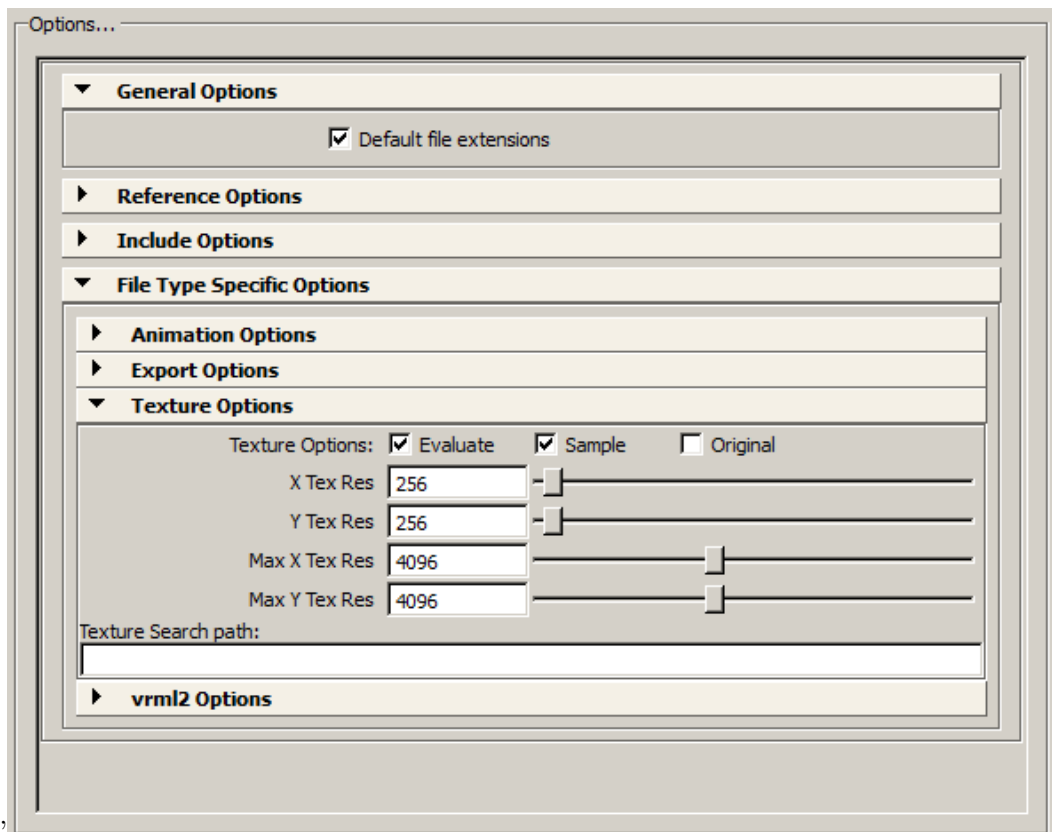 Options...
General Options
Default file extensions
Reference Options
Include Options
File Type Specific Options
Animation Options
Export Options
Texture Options
Texture Options: Evaluate Sample Original
X Tex Res 256
Y Tex Res 256
Max X Tex Res 4096
Max Y Tex Res 4096
Texture Search path:
vrml2 Options
,